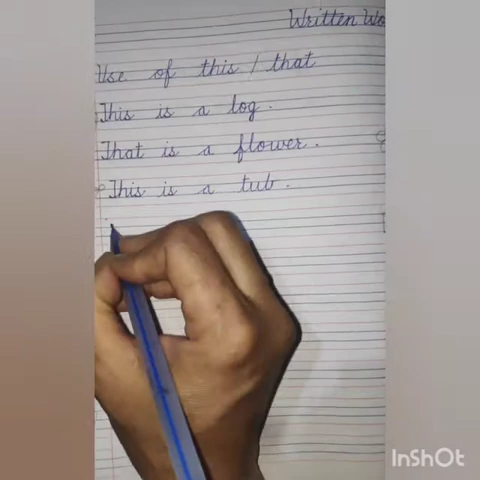 Written Wo
Use of this / that
This is a log.
That is a flower.
This is a tub.
InShOt